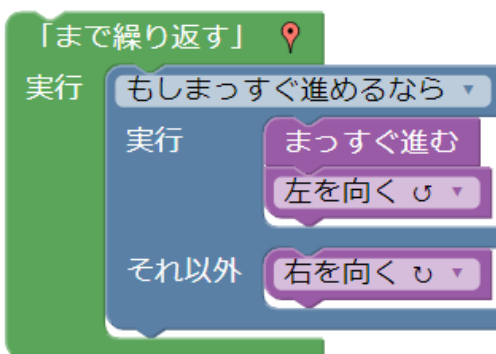 「まで繰り返す」
実行
もしまっすぐ進めるなら
実行
まっすぐ進む
左を向く ↺
それ以外
右を向く ↻